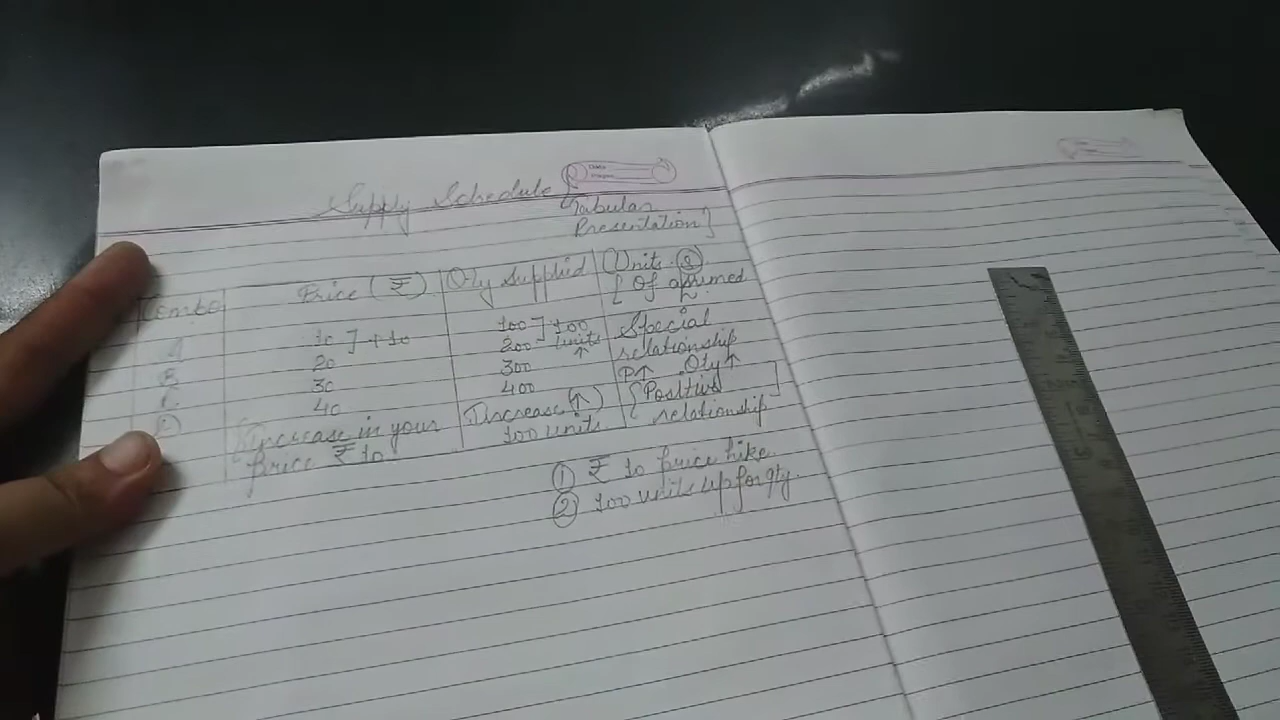 Supply Schedule
[Tabular
Presentation]
Combo
Price (₹)
Qty supplied
Units
[Of assumed
A
10 ] +10
100 ] +100
Special
B
20
200 units ↑
relationship
C
30
300
P↑ Qty↑
D
40
400
[Positive
relationship]
[Increase in your
price ₹ 10
Increase (↑)
100 units
① ₹ 10 price hike
② 100 units up for qty.